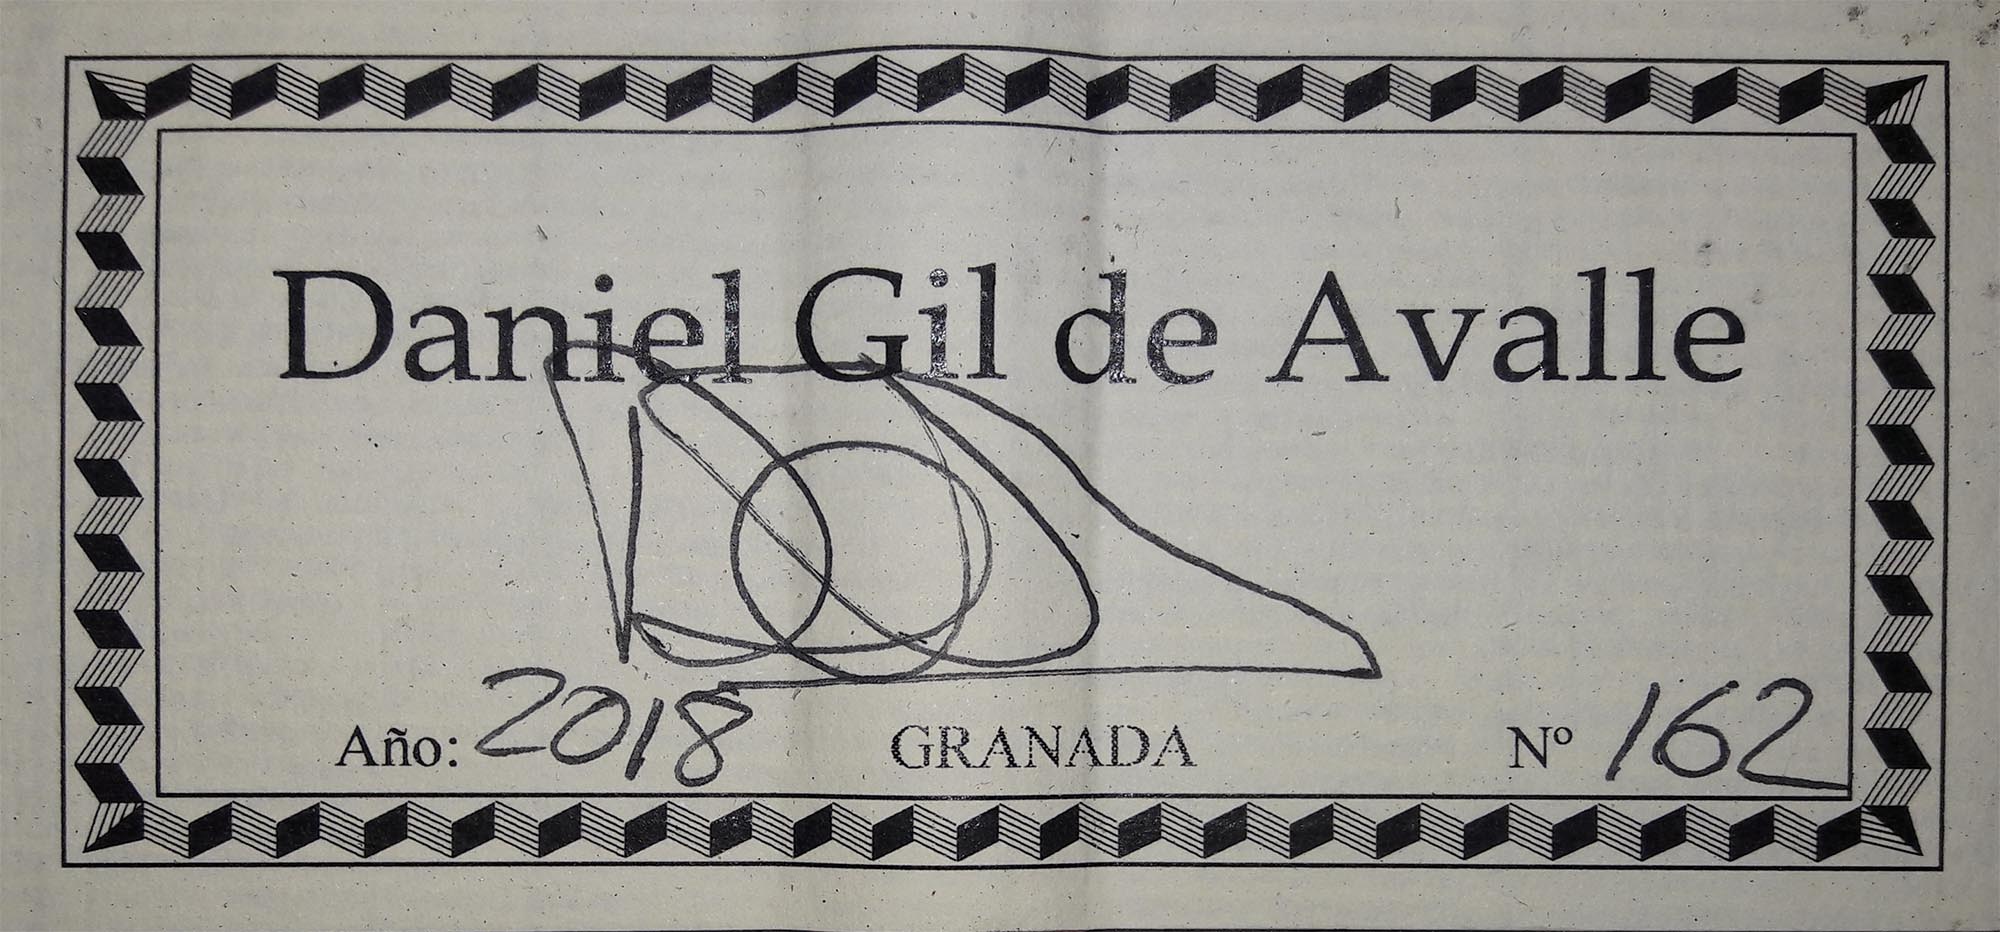 Daniel Gil de Avalle
Año: 2018 GRANADA Nº 162